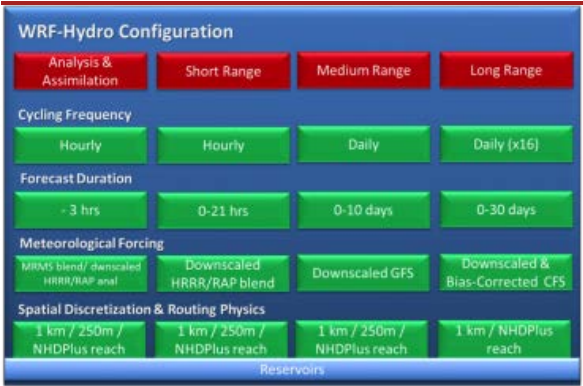 WRF-Hydro Configuration
Analysis &
Assimilation
Short Range
Medium Range
Long Range
Cycling Frequency
Hourly
Hourly
Daily
Daily (x16)
Forecast Duration
- 3 hrs
0-21 hrs
0-10 days
0-30 days
Meteorological Forcing
MRMS blend/ dwnscaled
HRRR/RAP anal
Downscaled
HRRR/RAP blend
Downscaled GFS
Downscaled &
Bias-Corrected CFS
Spatial Discretization & Routing Physics
1 km / 250m /
NHDPlus reach
1 km / 250m /
NHDPlus reach
1 km / 250m /
NHDPlus reach
1 km / NHDPlus
reach
Reservoirs